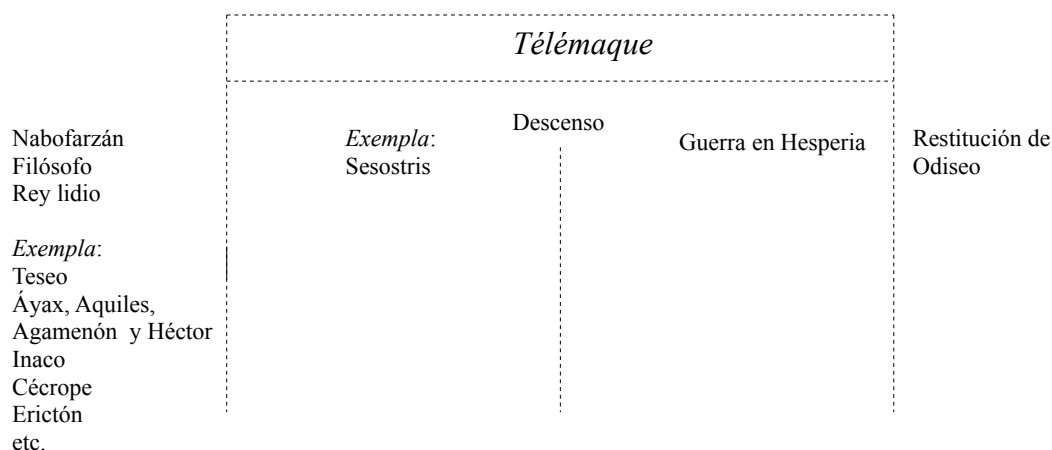 Télémaque
Nabofarzán
Filósofo
Rey lidio
Exempla:
Teseo
Áyax, Aquiles,
Agamenón y Héctor
Inaco
Cécrope
Erictón
etc.
Exempla:
Sesostris
Descenso
Guerra en Hesperia
Restitución de
Odiseo